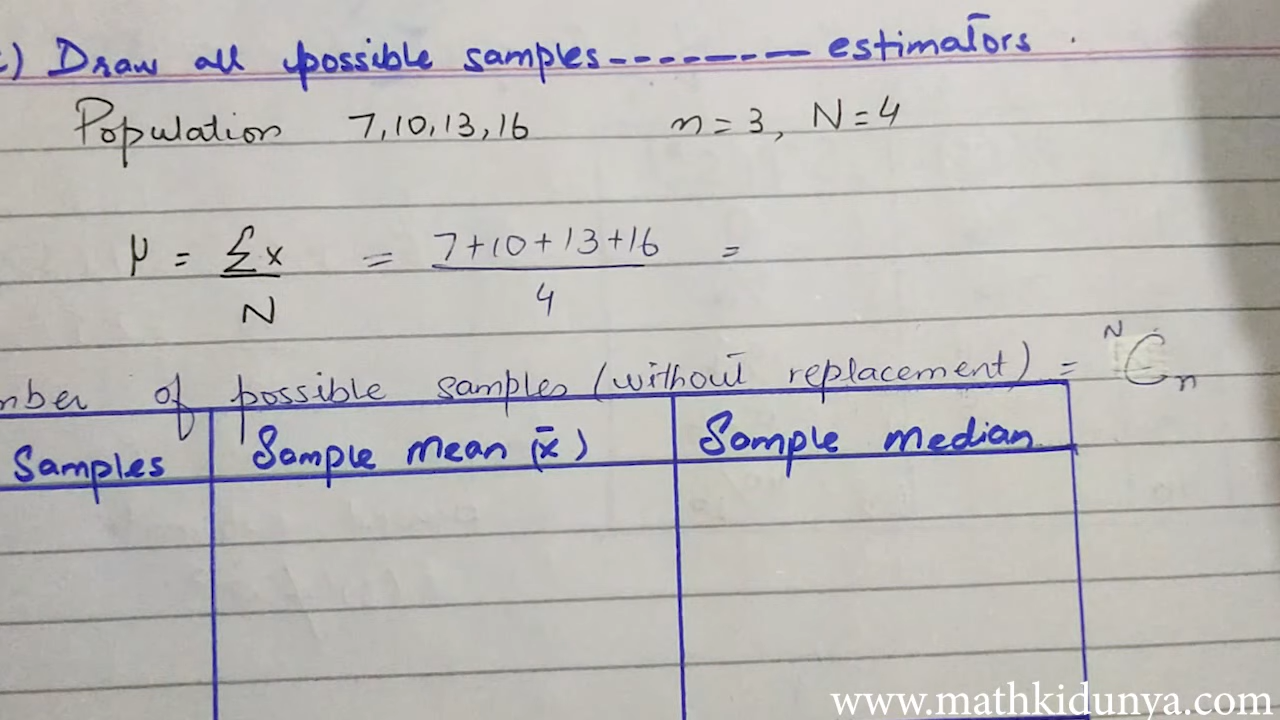 ) Draw all possible samples-------- estimators.
Population 7,10,13,16 n=3, N=4
μ = Σx = 7+10+13+16 =
N 4
nber of possible samples (without replacement) = NCn
Samples Sample Mean (x̄) Sample median
www.mathkidunya.com